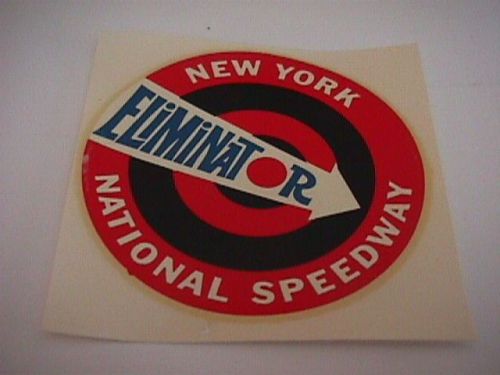 NEW YORK
ELIMINATOR
NATIONAL SPEEDWAY